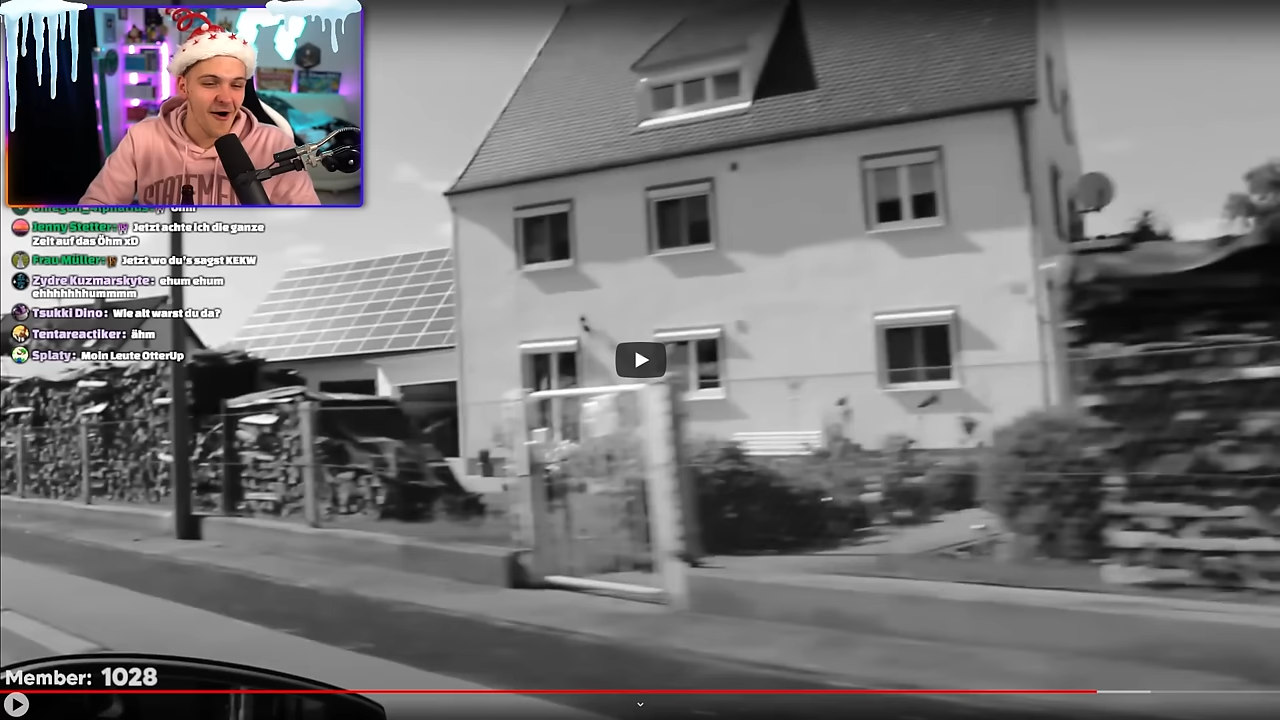 STATEMENT
Öhm
Jenny Stetter: Jetzt achte ich die ganze
Zeit auf das Öhm xD
Frau Müller: Jetzt wo du's sagst KEKW
Zydre Kuzmarskyte: ehum ehum
ehhhhhhhummmm
Tsukki Dino: Wie alt warst du da?
Tentareactiker: ähm
Splaty: Moin Leute OtterUp
Member: 1028